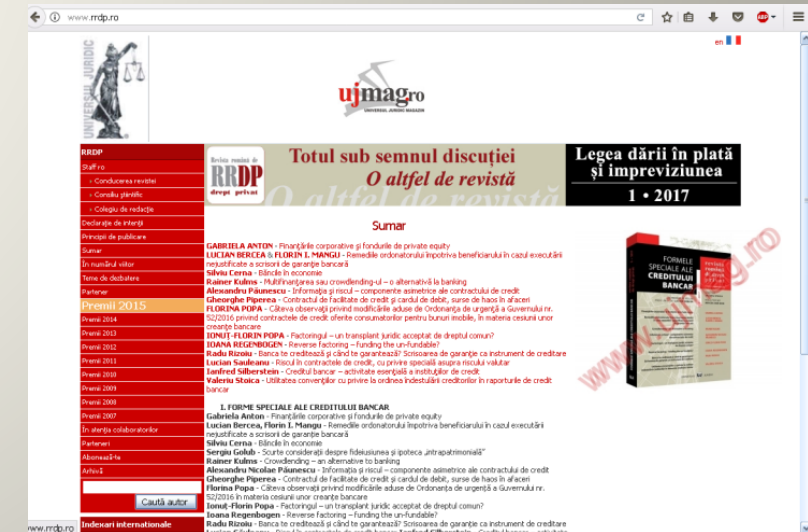 www.rrdp.ro
en
UNIVERSUL JURIDIC
ujmag.ro
UNIVERSUL JURIDIC MAGAZIN
RRDP
Staff ro
» Conducerea revistei
» Consiliu științific
» Colegiu de redacție
Declarație de intenții
Principii de publicare
Sumar
În numărul viitor
Teme de dezbatere
Partener
Premii 2015
Premii 2014
Premii 2013
Premii 2012
Premii 2011
Premii 2010
Premii 2009
Premii 2008
Premii 2007
În atenția colaboratorilor
Parteneri
Abonează-te
Arhivă
Caută autor
Indexari internationale
www.rrdp.ro
Revista română de
RRDP
drept privat
Totul sub semnul discuției
O altfel de revistă
O altfel de revistă
Legea dării în plată
și impreviziunea
1 • 2017
Sumar
GABRIELA ANTON - Finanțările corporative și fondurile de private equity
LUCIAN BERCEA & FLORIN I. MANGU - Remediile ordonatorului împotriva beneficiarului în cazul executării
nejustificate a scrisorii de garanție bancară
Silviu Cerna - Băncile în economie
Rainer Kulms - Multifinanțarea sau crowdlending-ul – o alternativă la banking
Alexandru Păunescu - Informația și riscul – componente asimetrice ale contractului de credit
Gheorghe Piperea - Contractul de facilitate de credit și cardul de debit, surse de haos în afaceri
FLORINA POPA - Câteva observații privind modificările aduse de Ordonanța de urgență a Guvernului nr.
52/2016 privind contractele de credit oferite consumatorilor pentru bunuri imobile, în materia cesiunii unor
creanțe bancare
IONUȚ-FLORIN POPA - Factoringul – un transplant juridic acceptat de dreptul comun?
IOANA REGENBOGEN - Reverse factoring – funding the un-fundable?
Radu Rizoiu - Banca te creditează și când te garantează? Scrisoarea de garanție ca instrument de creditare
Lucian Săuleanu - Riscul în contractele de credit, cu privire specială asupra riscului valutar
Ianfred Silberstein - Creditul bancar – activitate esențială a instituțiilor de credit
Valeriu Stoica - Utilitatea convențiilor cu privire la ordinea îndestulării creditorilor în raporturile de credit
bancar
I. FORME SPECIALE ALE CREDITULUI BANCAR
Gabriela Anton - Finanțările corporative și fondurile de private equity
Lucian Bercea, Florin I. Mangu - Remediile ordonatorului împotriva beneficiarului în cazul executării
nejustificate a scrisorii de garanție bancară
Silviu Cerna - Băncile în economie
Sergiu Golub - Scurte considerații despre fideiusiunea și ipoteca „intrapatrimonială”
Rainer Kulms - Crowdlending – an alternative to banking
Alexandru Nicolae Păunescu - Informația și riscul – componente asimetrice ale contractului de credit
Gheorghe Piperea - Contractul de facilitate de credit și cardul de debit, surse de haos în afaceri
Florina Popa - Câteva observații privind modificările aduse de Ordonanța de urgență a Guvernului nr.
52/2016 în materia cesiunii unor creanțe bancare
Ionuț-Florin Popa - Factoringul – un transplant juridic acceptat de dreptul comun?
Ioana Regenbogen - Reverse factoring – funding the un-fundable?
Radu Rizoiu - Banca te creditează și când te garantează? Scrisoarea de garanție ca instrument de creditare
FORMELE
SPECIALE ALE
CREDITULUI
BANCAR
www.ujmag.ro